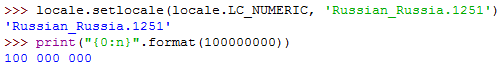 >>> locale.setlocale(locale.LC_NUMERIC, 'Russian_Russia.1251')
'Russian_Russia.1251'
>>> print("{0:n}".format(100000000))
100 000 000